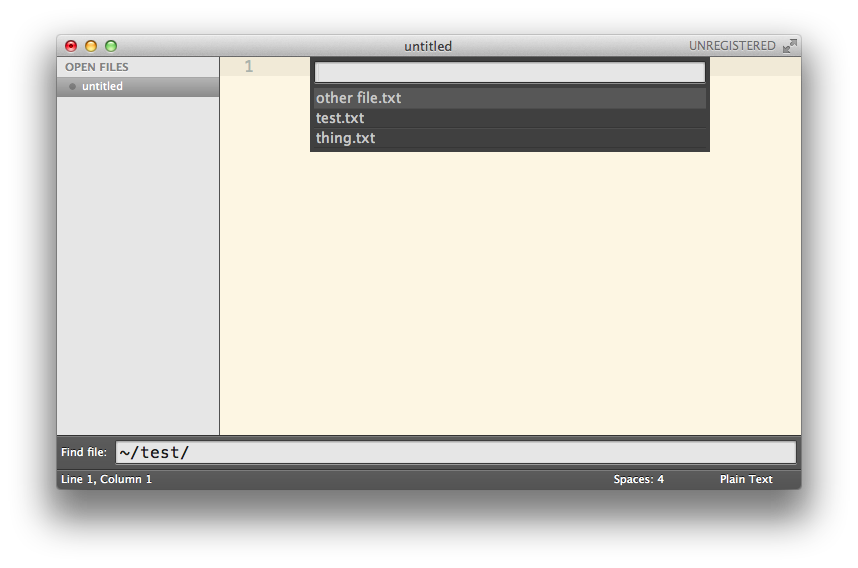 untitled
UNREGISTERED
OPEN FILES
untitled
1
other file.txt
test.txt
thing.txt
Find file: ~/test/
Line 1, Column 1
Spaces: 4
Plain Text